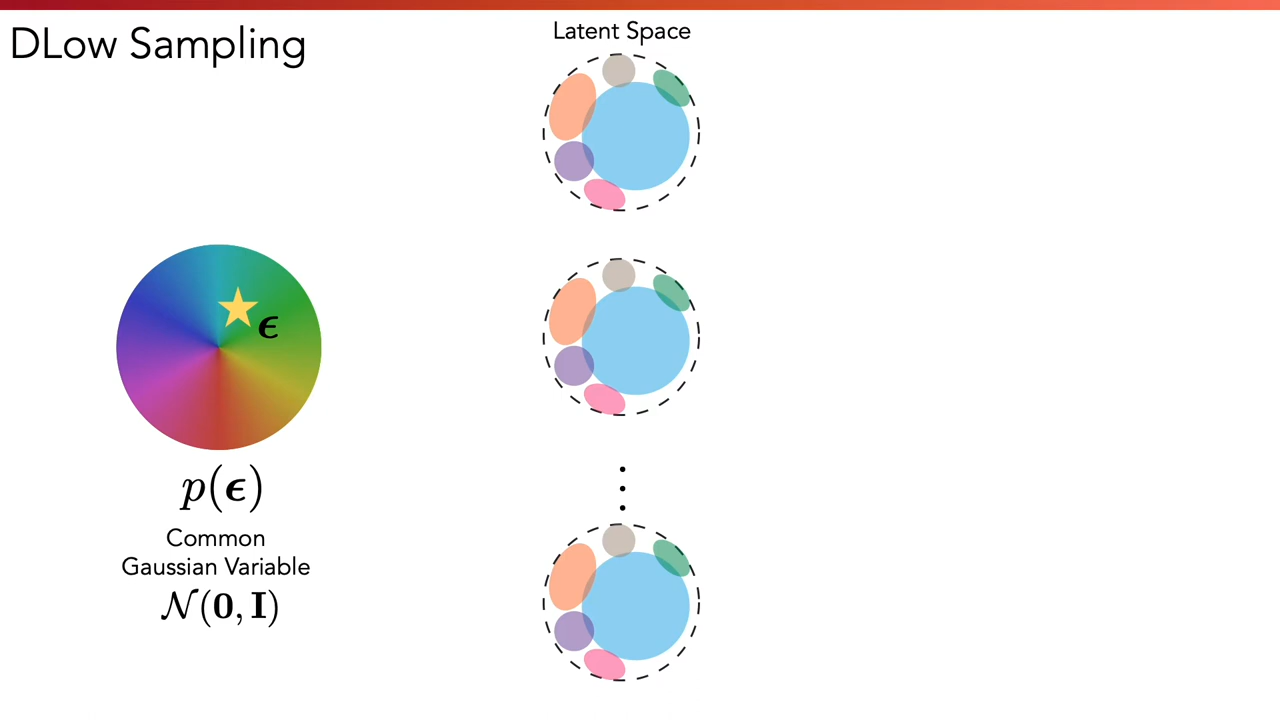 DLow Sampling
Latent Space
ϵ
p(ϵ)
Common
Gaussian Variable
𝒩(0, I)